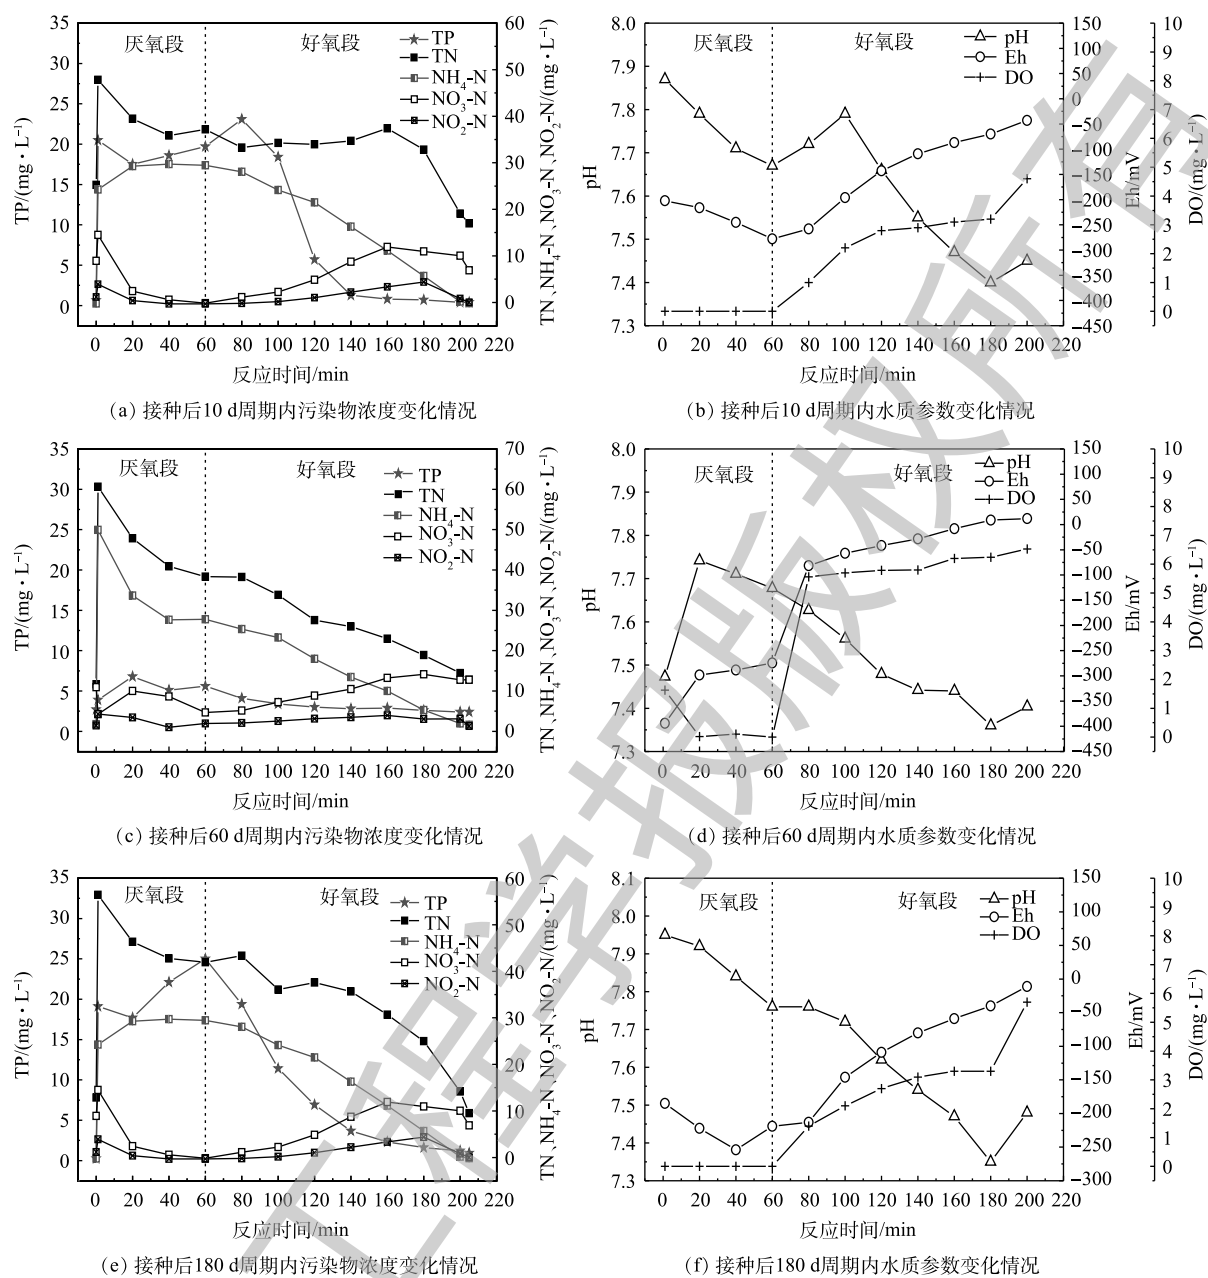 35
30
25
20
15
10
5
0
TP/(mg·L⁻¹)
厌氧段
好氧段
TP
TN
NH₄-N
NO₃-N
NO₂-N
60
50
40
30
20
10
0
TN、NH₄-N、NO₃-N、NO₂-N/(mg·L⁻¹)
0 20 40 60 80 100 120 140 160 180 200 220
反应时间/min
(a) 接种后10 d周期内污染物浓度变化情况
8.0
7.9
7.8
7.7
7.6
7.5
7.4
7.3
pH
厌氧段
好氧段
pH
Eh
DO
150
100
50
0
−50
−100
−150
−200
−250
−300
−350
−400
−450
Eh/mV
10
9
8
7
6
5
4
3
2
1
0
DO/(mg·L⁻¹)
0 20 40 60 80 100 120 140 160 180 200 220
反应时间/min
(b) 接种后10 d周期内水质参数变化情况
35
30
25
20
15
10
5
0
TP/(mg·L⁻¹)
厌氧段
好氧段
TP
TN
NH₄-N
NO₃-N
NO₂-N
70
60
50
40
30
20
10
0
TN、NH₄-N、NO₃-N、NO₂-N/(mg·L⁻¹)
0 20 40 60 80 100 120 140 160 180 200 220
反应时间/min
(c) 接种后60 d周期内污染物浓度变化情况
8.0
7.9
7.8
7.7
7.6
7.5
7.4
7.3
pH
厌氧段
好氧段
pH
Eh
DO
150
100
50
0
−50
−100
−150
−200
−250
−300
−350
−400
−450
Eh/mV
10
9
8
7
6
5
4
3
2
1
0
DO/(mg·L⁻¹)
0 20 40 60 80 100 120 140 160 180 200 220
反应时间/min
(d) 接种后60 d周期内水质参数变化情况
35
30
25
20
15
10
5
0
TP/(mg·L⁻¹)
厌氧段
好氧段
TP
TN
NH₄-N
NO₃-N
NO₂-N
60
50
40
30
20
10
0
TN、NH₄-N、NO₃-N、NO₂-N/(mg·L⁻¹)
0 20 40 60 80 100 120 140 160 180 200 220
反应时间/min
(e) 接种后180 d周期内污染物浓度变化情况
8.1
8.0
7.9
7.8
7.7
7.6
7.5
7.4
7.3
pH
厌氧段
好氧段
pH
Eh
DO
150
100
50
0
−50
−100
−150
−200
−250
−300
Eh/mV
10
9
8
7
6
5
4
3
2
1
0
DO/(mg·L⁻¹)
0 20 40 60 80 100 120 140 160 180 200 220
反应时间/min
(f) 接种后180 d周期内水质参数变化情况
工程学报版权所有